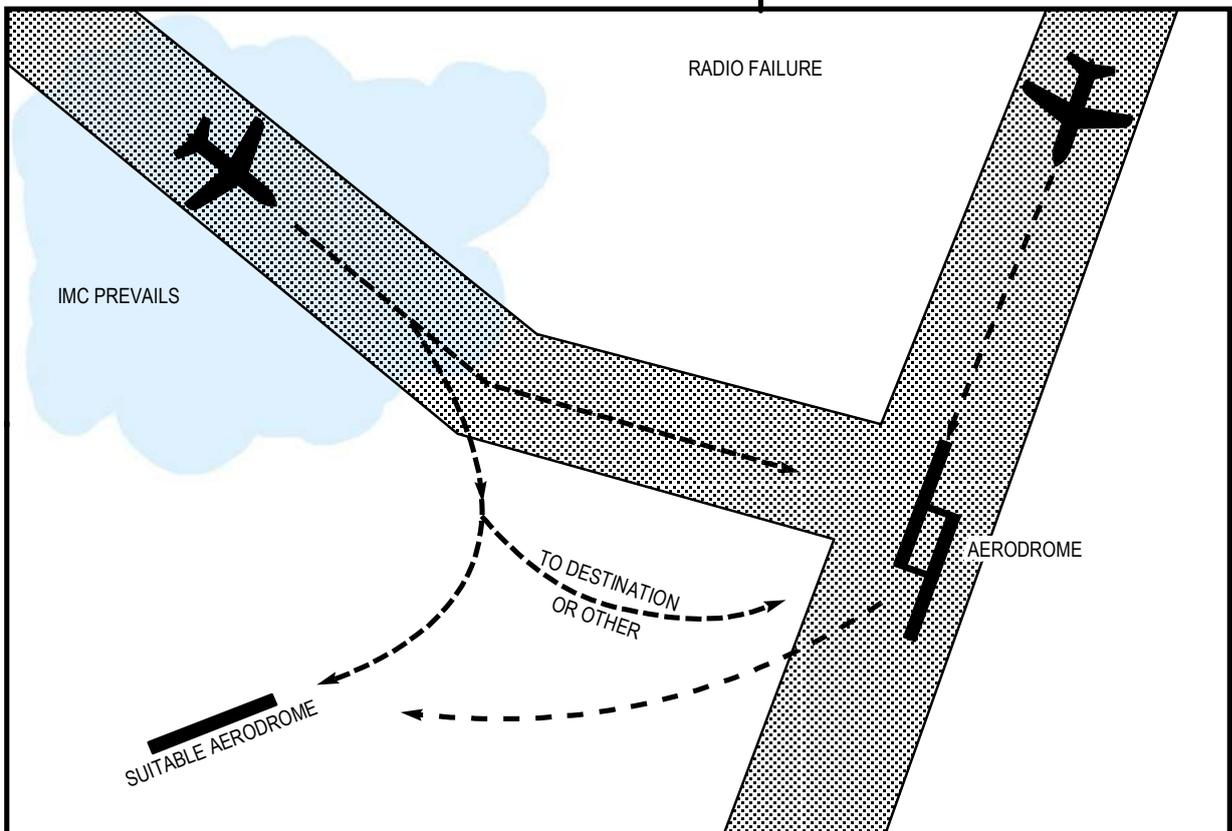 RADIO FAILURE
IMC PREVAILS
AERODROME
TO DESTINATION
OR OTHER
SUITABLE AERODROME